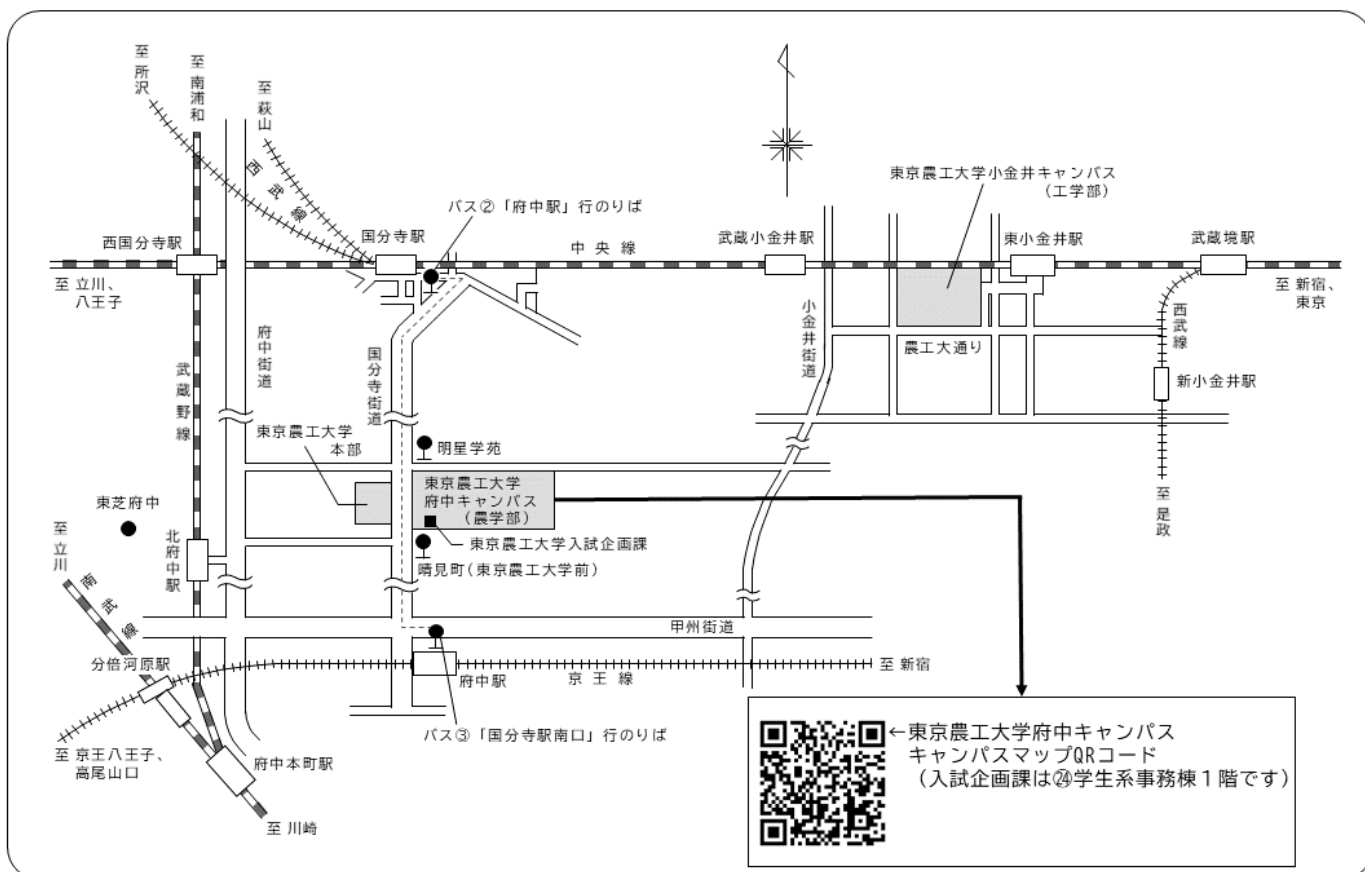 至所沢
至南浦和
至萩山
西武線
バス②「府中駅」行のりば
東京農工大学小金井キャンパス
(工学部)
西国分寺駅
国分寺駅
中央線
武蔵小金井駅
東小金井駅
武蔵境駅
至 立川、
八王子
至 新宿、
東京
府中街道
国分寺街道
小金井街道
農工大通り
西武線
新小金井駅
武蔵野線
東京農工大学
本部
明星学苑
東京農工大学
府中キャンパス
(農学部)
東京農工大学入試企画課
晴見町(東京農工大学前)
至是政
東芝府中
至立川
南武線
北府中駅
甲州街道
分倍河原駅
府中駅
京王線
至 新宿
バス③「国分寺駅南口」行のりば
至 京王八王子、
高尾山口
府中本町駅
至 川崎
←東京農工大学府中キャンパス
キャンパスマップQRコード
(入試企画課は㉔学生系事務棟1階です)